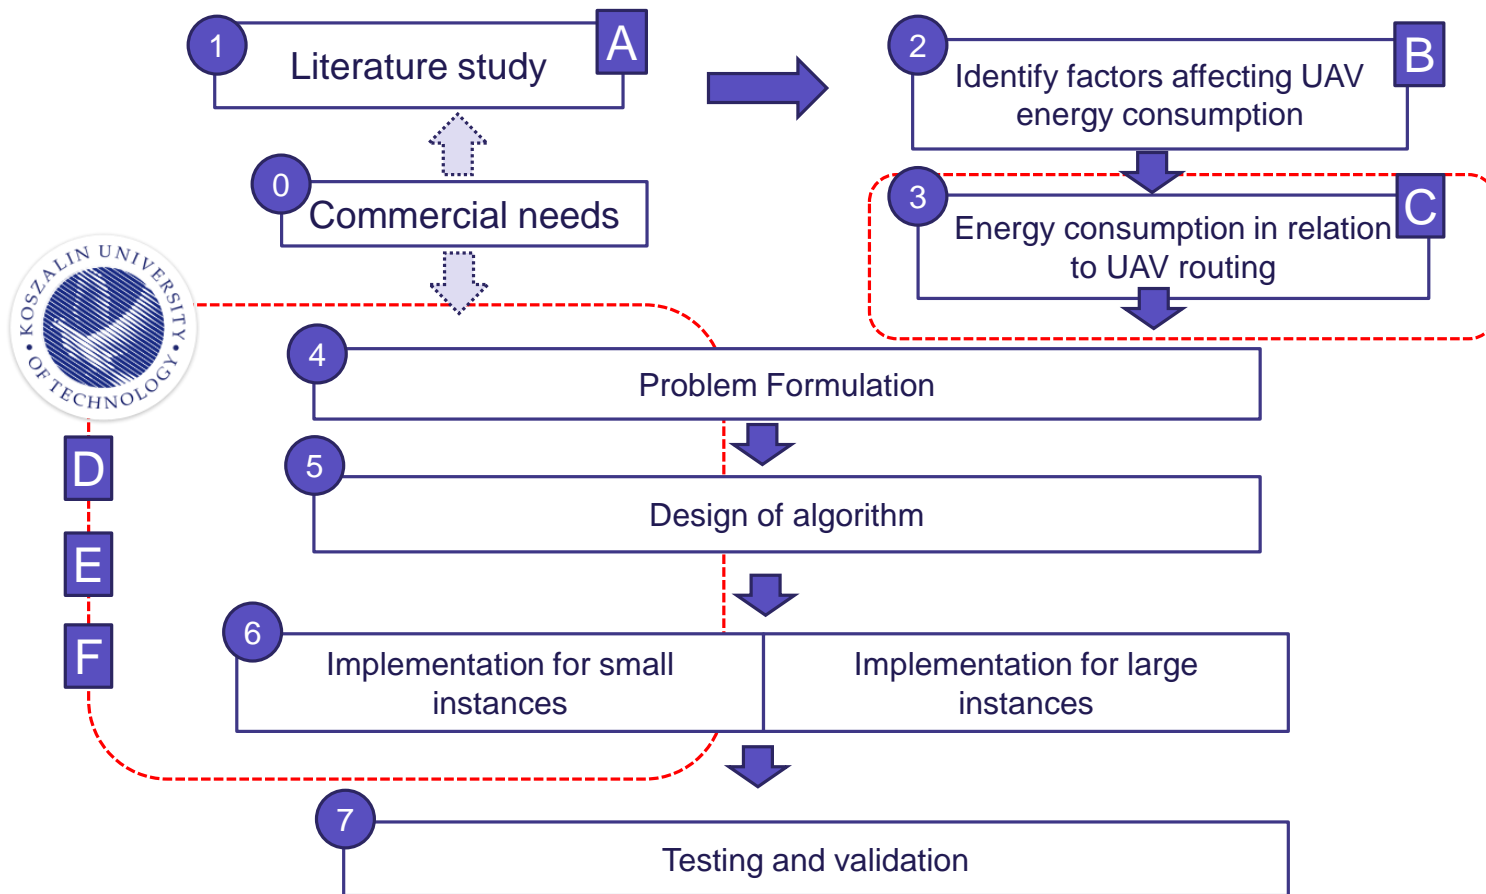 1
Literature study
A
2
Identify factors affecting UAV
energy consumption
B
0
Commercial needs
3
Energy consumption in relation
to UAV routing
C
KOSZALIN UNIVERSITY
• OF TECHNOLOGY •
4
Problem Formulation
D
5
Design of algorithm
E
F
6
Implementation for small
instances
Implementation for large
instances
7
Testing and validation